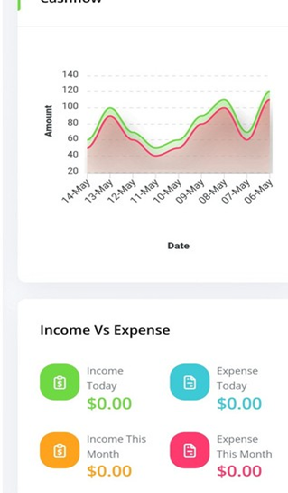 Cashflow
140
120
100
80
60
40
20
Amount
14-May
13-May
12-May
11-May
10-May
09-May
08-May
07-May
06-May
Date
Income Vs Expense
Income
Today
$0.00
Expense
Today
$0.00
Income This
Month
$0.00
Expense
This Month
$0.00